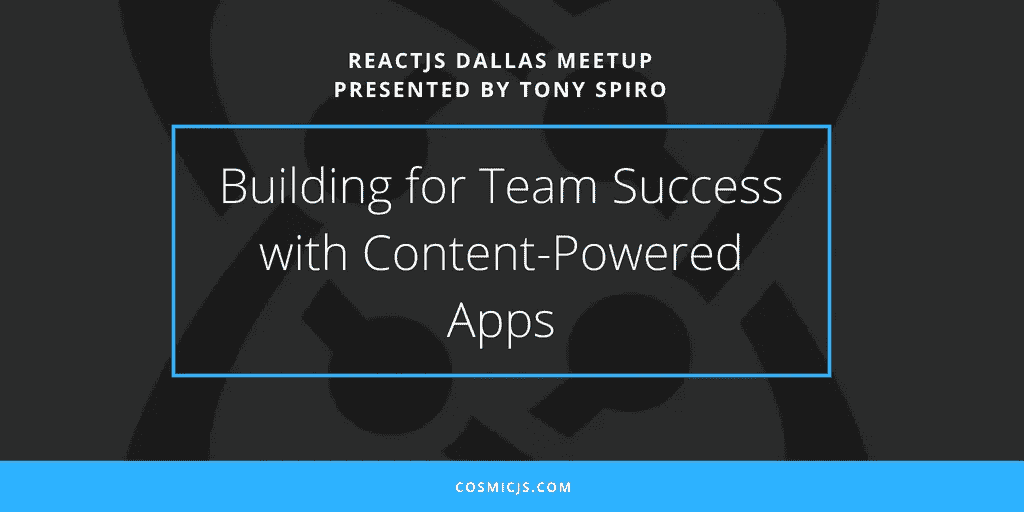 REACTJS DALLAS MEETUP
PRESENTED BY TONY SPIRO
Building for Team Success
with Content-Powered
Apps
COSMICJS.COM